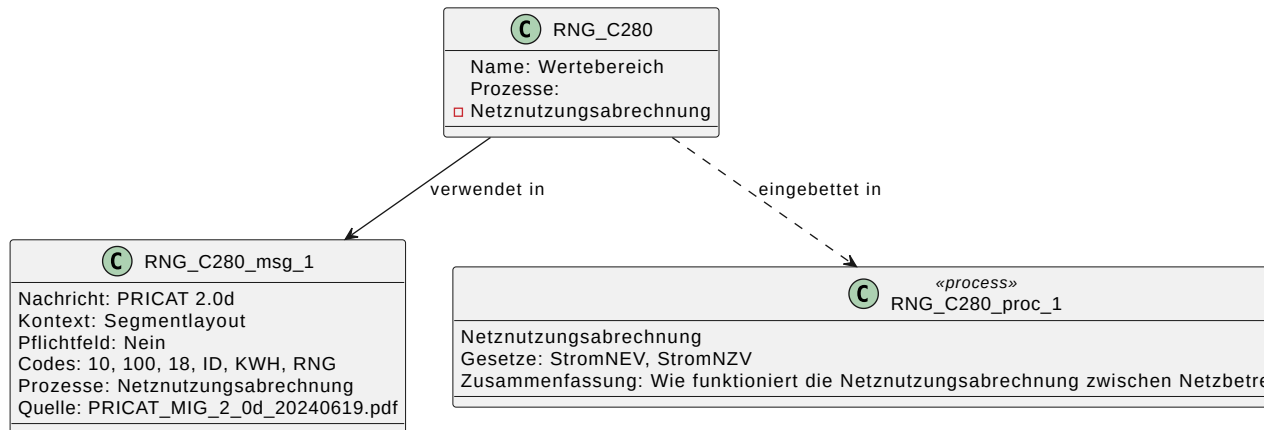 C RNG_C280
Name: Wertebereich
Prozesse:
Netznutzungsabrechnung
verwendet in
eingebettet in
C RNG_C280_msg_1
Nachricht: PRICAT 2.0d
Kontext: Segmentlayout
Pflichtfeld: Nein
Codes: 10, 100, 18, ID, KWH, RNG
Prozesse: Netznutzungsabrechnung
Quelle: PRICAT_MIG_2_0d_20240619.pdf
C «process»
RNG_C280_proc_1
Netznutzungsabrechnung
Gesetze: StromNEV, StromNZV
Zusammenfassung: Wie funktioniert die Netznutzungsabrechnung zwischen Netzbetre